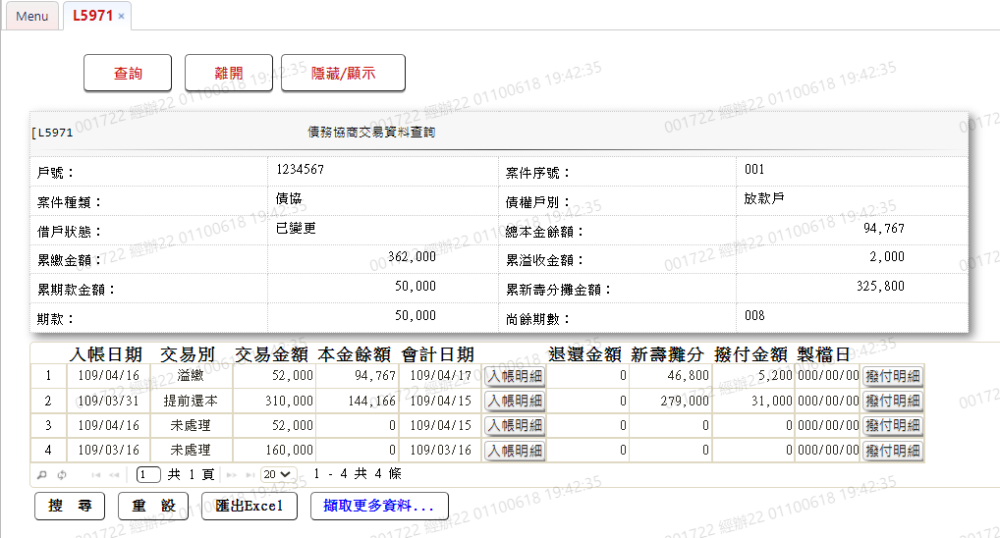 Menu L5971 ×
查詢 離開 隱藏/顯示
[L5971 債務協商交易資料查詢
戶號： 1234567 案件序號： 001
案件種類： 債協 債權戶別： 放款戶
借戶狀態： 已變更 總本金餘額： 94,767
累繳金額： 362,000 累溢收金額： 2,000
累期款金額： 50,000 累新壽分攤金額： 325,800
期款： 50,000 尚餘期數： 008
入帳日期 交易別 交易金額 本金餘額 會計日期 退還金額 新壽攤分 撥付金額 製檔日
1 109/04/16 溢繳 52,000 94,767 109/04/17 入帳明細 0 46,800 5,200 000/00/00 撥付明細
2 109/03/31 提前還本 310,000 144,166 109/04/15 入帳明細 0 279,000 31,000 000/00/00 撥付明細
3 109/04/16 未處理 52,000 0 109/04/15 入帳明細 0 0 0 000/00/00 撥付明細
4 109/03/16 未處理 160,000 0 109/03/16 入帳明細 0 0 0 000/00/00 撥付明細
1 共 1 頁 20 1 - 4 共 4 條
搜 尋 重 設 匯出Excel 擷取更多資料...
001722 經辦22 01100618 19:42:35